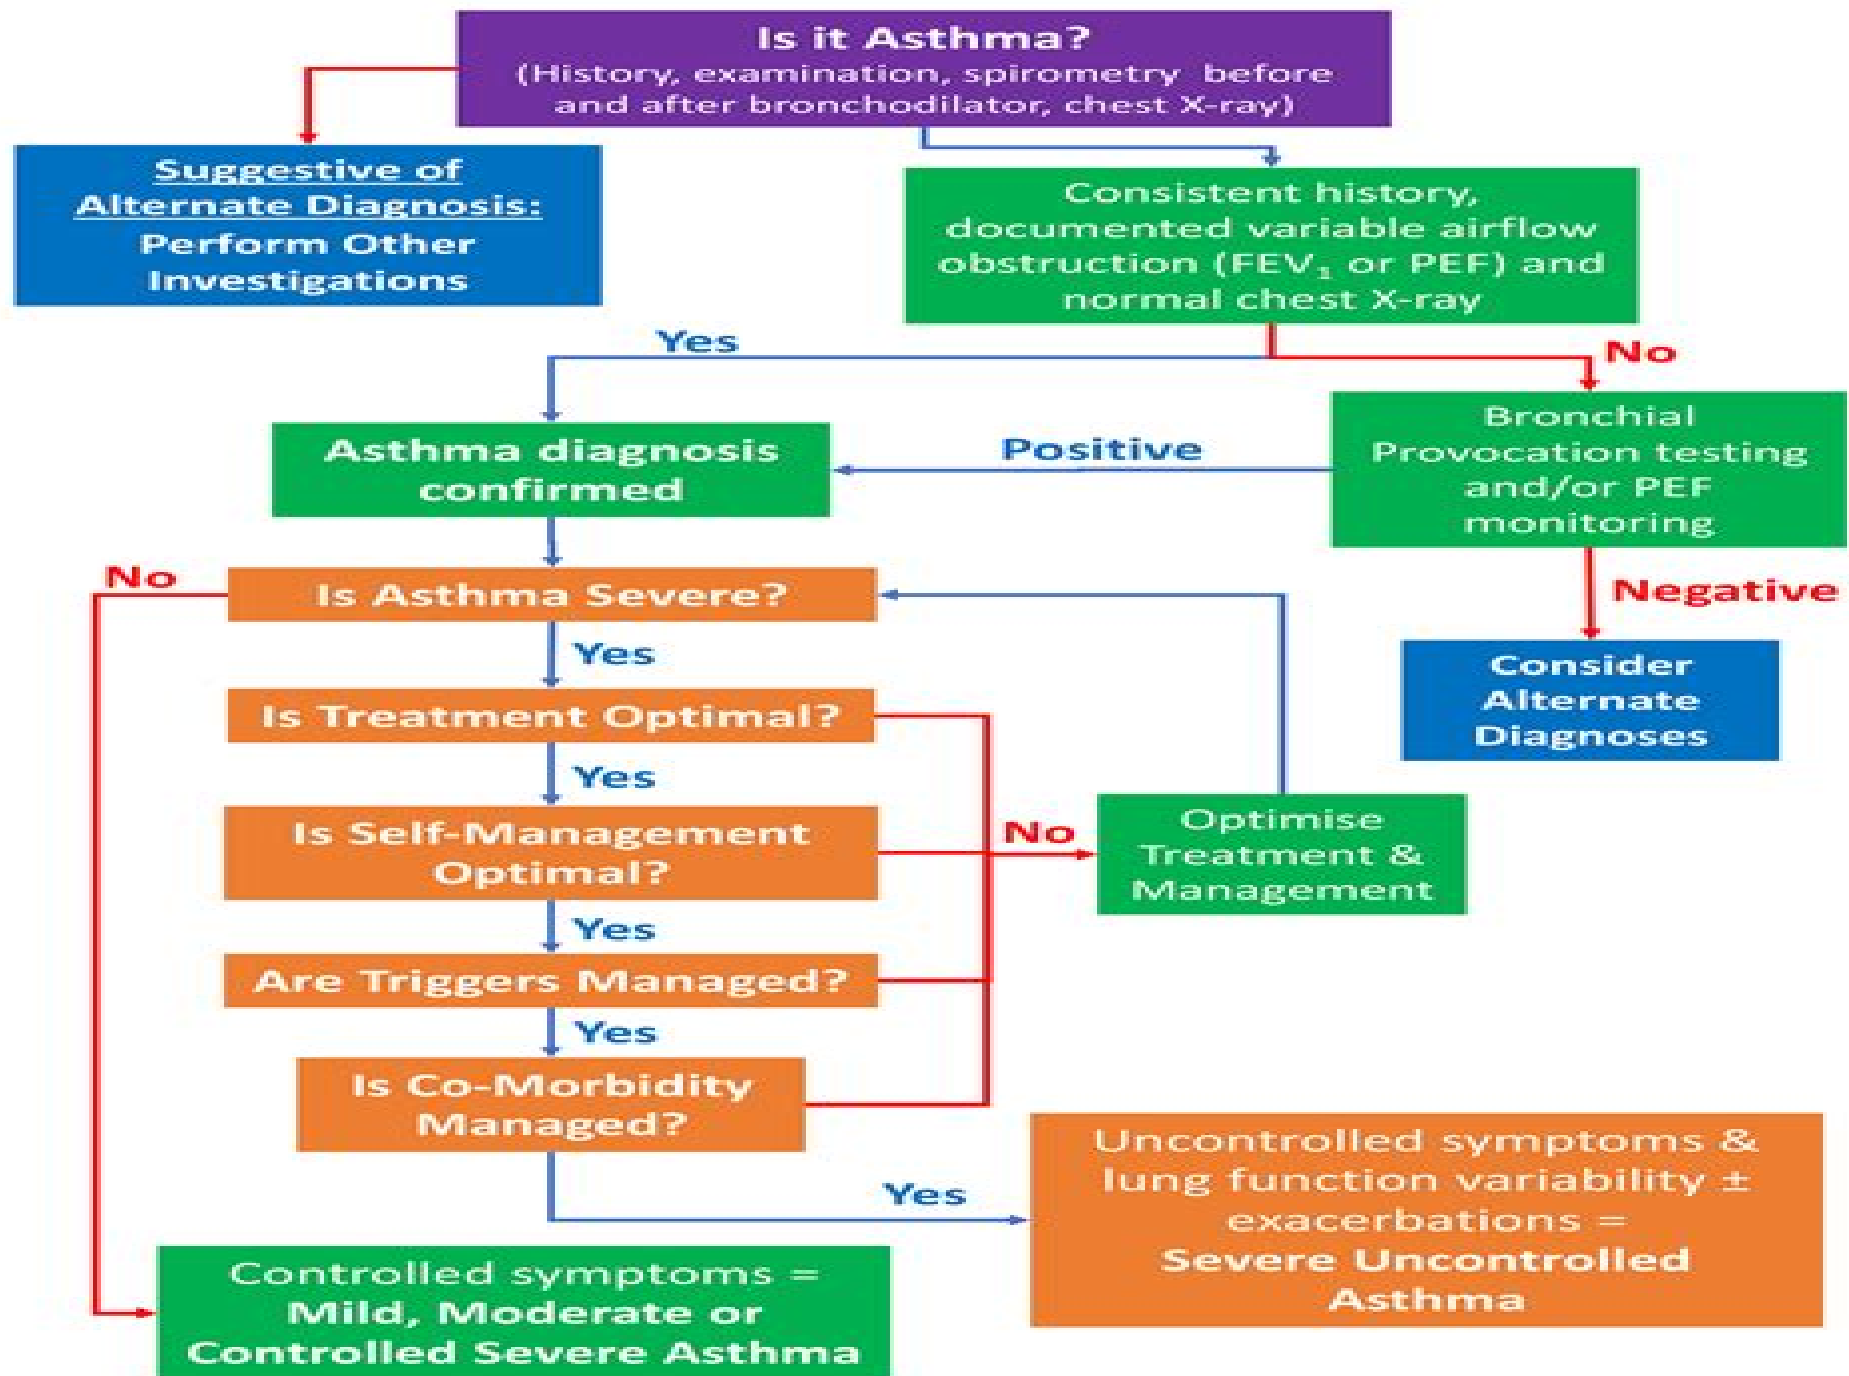 Is it Asthma?
(History, examination, spirometry before
and after bronchodilator, chest X-ray)
Suggestive of
Alternate Diagnosis:
Perform Other
Investigations
Consistent history,
documented variable airflow
obstruction (FEV₁ or PEF) and
normal chest X-ray
Yes
No
Asthma diagnosis
confirmed
Positive
Bronchial
Provocation testing
and/or PEF
monitoring
No
Is Asthma Severe?
Negative
Yes
Consider
Alternate
Diagnoses
Is Treatment Optimal?
Yes
Is Self-Management
Optimal?
No
Optimise
Treatment &
Management
Yes
Are Triggers Managed?
Yes
Is Co-Morbidity
Managed?
Yes
Uncontrolled symptoms &
lung function variability ±
exacerbations =
Severe Uncontrolled
Asthma
Controlled symptoms =
Mild, Moderate or
Controlled Severe Asthma